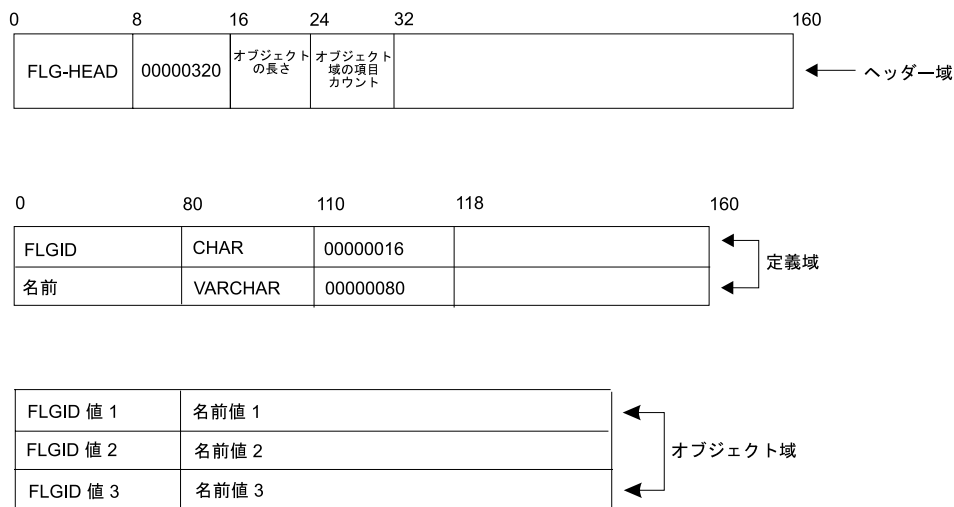 0 8 16 24 32 160
FLG-HEAD 00000320 オブジェクト オブジェクト
の長さ 域の項目
カウント
ヘッダー域
0 80 110 118 160
FLGID CHAR 00000016
名前 VARCHAR 00000080
定義域
FLGID 値 1 名前値 1
FLGID 値 2 名前値 2
オブジェクト域
FLGID 値 3 名前値 3